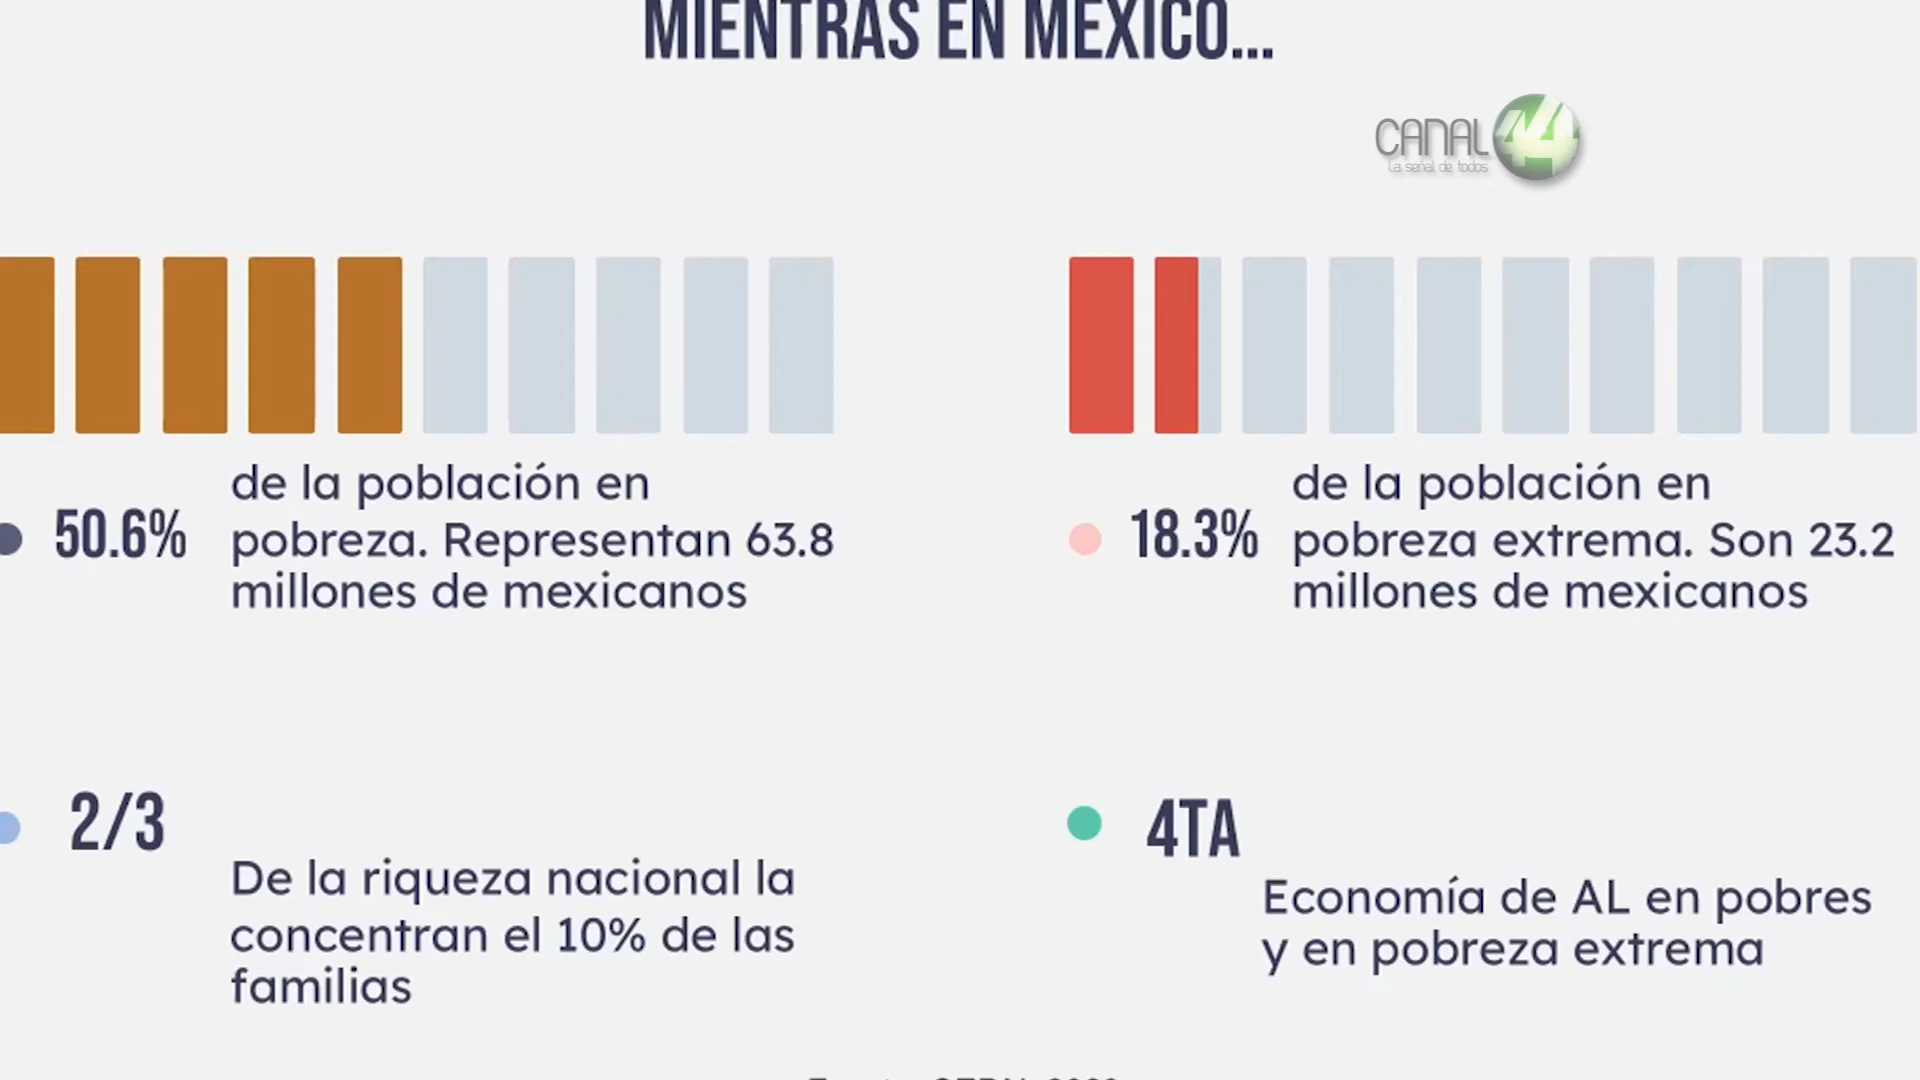 MIENTRAS EN MÉXICO...
CANAL 44
La señal de todos
50.6%
de la población en
pobreza. Representan 63.8
millones de mexicanos
18.3%
de la población en
pobreza extrema. Son 23.2
millones de mexicanos
2/3
De la riqueza nacional la
concentran el 10% de las
familias
4TA
Economía de AL en pobres
y en pobreza extrema